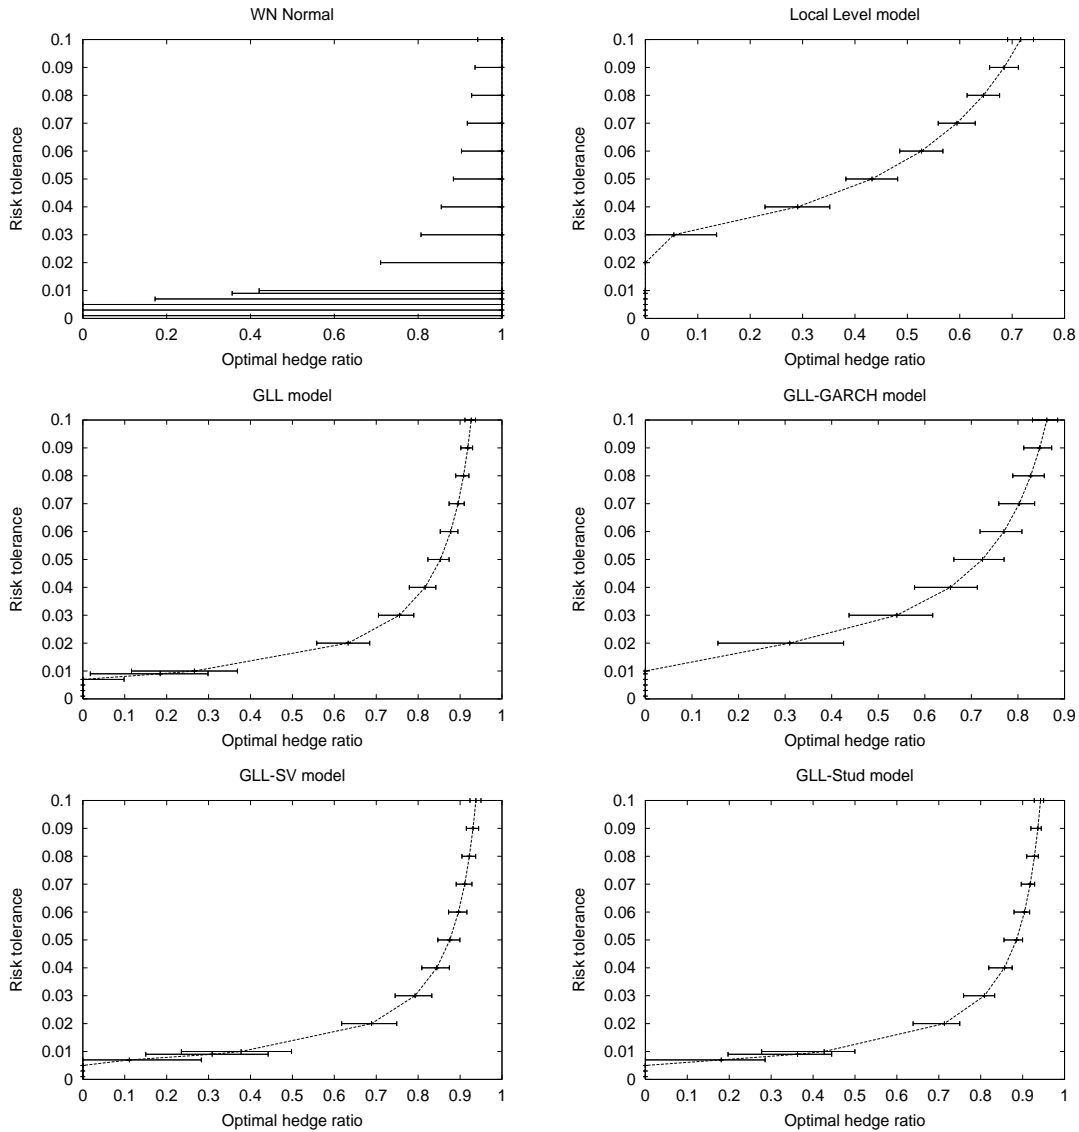 WN Normal
0.1
0.09
0.08
0.07
0.06
0.05
0.04
0.03
0.02
0.01
0
Risk tolerance
0 0.2 0.4 0.6 0.8 1
Optimal hedge ratio
Local Level model
0.1
0.09
0.08
0.07
0.06
0.05
0.04
0.03
0.02
0.01
0
Risk tolerance
0 0.1 0.2 0.3 0.4 0.5 0.6 0.7 0.8
Optimal hedge ratio
GLL model
0.1
0.09
0.08
0.07
0.06
0.05
0.04
0.03
0.02
0.01
0
Risk tolerance
0 0.1 0.2 0.3 0.4 0.5 0.6 0.7 0.8 0.9 1
Optimal hedge ratio
GLL-GARCH model
0.1
0.09
0.08
0.07
0.06
0.05
0.04
0.03
0.02
0.01
0
Risk tolerance
0 0.1 0.2 0.3 0.4 0.5 0.6 0.7 0.8 0.9
Optimal hedge ratio
GLL-SV model
0.1
0.09
0.08
0.07
0.06
0.05
0.04
0.03
0.02
0.01
0
Risk tolerance
0 0.1 0.2 0.3 0.4 0.5 0.6 0.7 0.8 0.9 1
Optimal hedge ratio
GLL-Stud model
0.1
0.09
0.08
0.07
0.06
0.05
0.04
0.03
0.02
0.01
0
Risk tolerance
0 0.1 0.2 0.3 0.4 0.5 0.6 0.7 0.8 0.9 1
Optimal hedge ratio